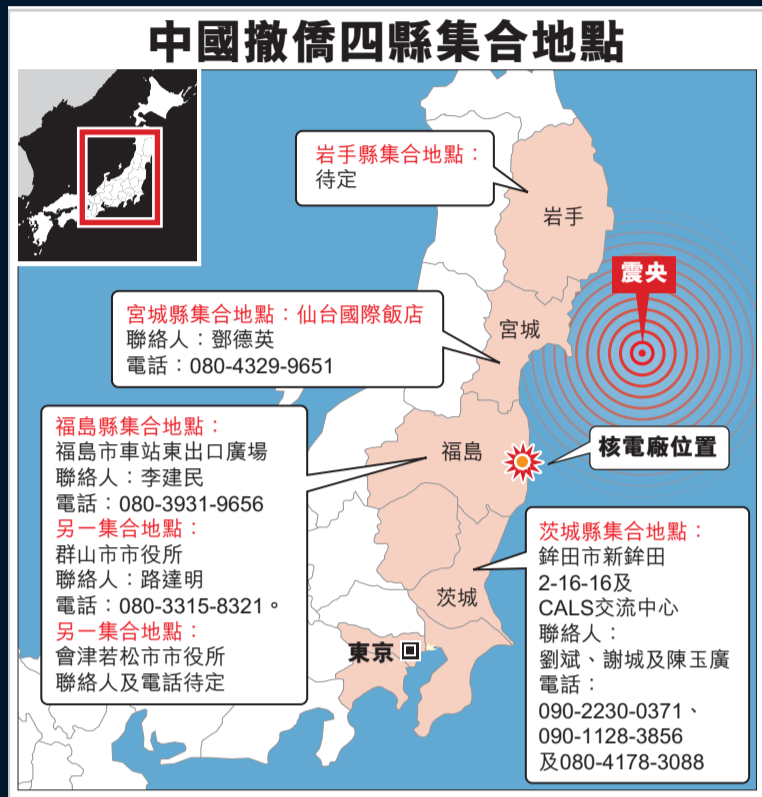 中國撤僑四縣集合地點
岩手縣集合地點：
待定
岩手
震央
宮城縣集合地點：仙台國際飯店
聯絡人：鄧德英
電話：080-4329-9651
宮城
福島縣集合地點：
福島市車站東出口廣場
聯絡人：李建民
電話：080-3931-9656
另一集合地點：
群山市市役所
聯絡人：路達明
電話：080-3315-8321。
另一集合地點：
會津若松市市役所
聯絡人及電話待定
福島
核電廠位置
茨城縣集合地點：
鉾田市新鉾田
2-16-16及
CALS交流中心
聯絡人：
劉斌、謝城及陳玉廣
電話：
090-2230-0371、
090-1128-3856
及080-4178-3088
茨城
東京